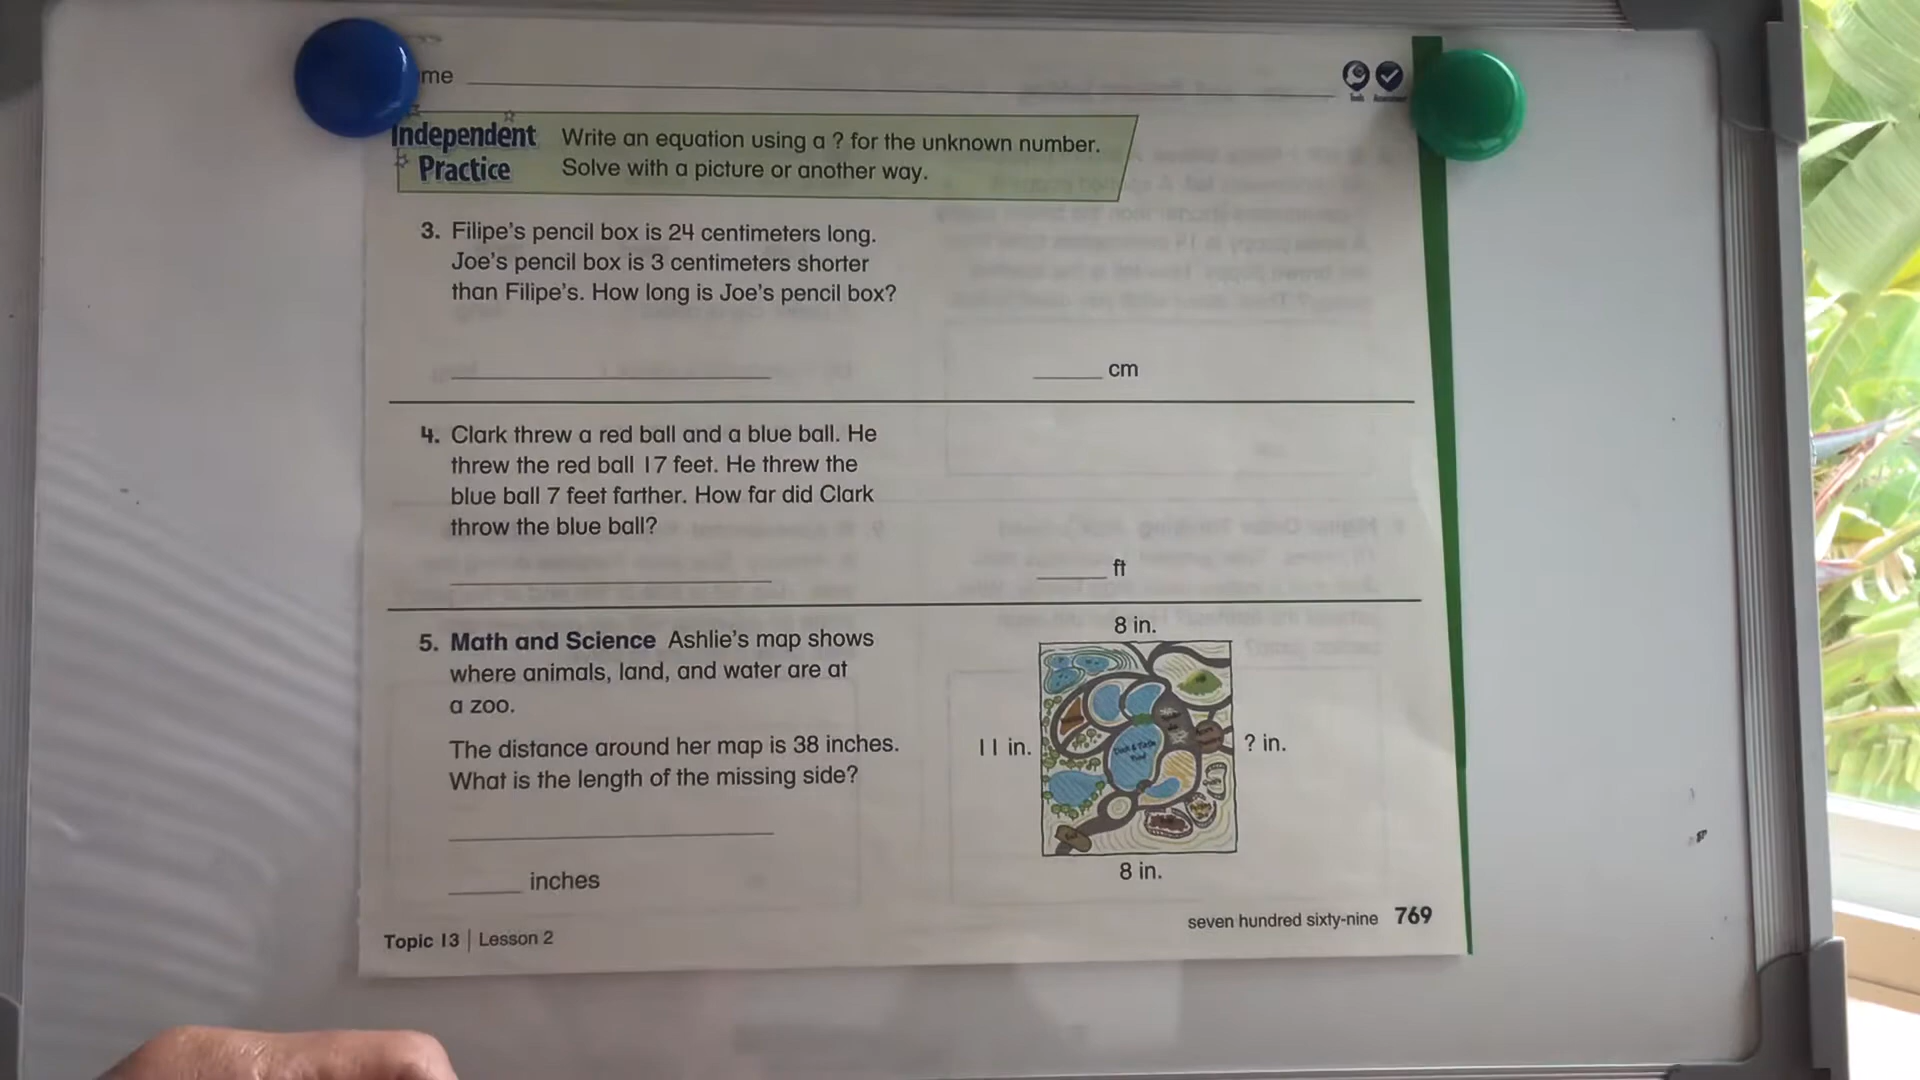 me
Tools Assessment
Independent Practice
Write an equation using a ? for the unknown number.
Solve with a picture or another way.
3. Filipe's pencil box is 24 centimeters long.
Joe's pencil box is 3 centimeters shorter
than Filipe's. How long is Joe's pencil box?
cm
4. Clark threw a red ball and a blue ball. He
threw the red ball 17 feet. He threw the
blue ball 7 feet farther. How far did Clark
throw the blue ball?
ft
5. Math and Science Ashlie's map shows
where animals, land, and water are at
a zoo.
The distance around her map is 38 inches.
What is the length of the missing side?
inches
8 in.
11 in.
? in.
8 in.
seven hundred sixty-nine 769
Topic 13 | Lesson 2